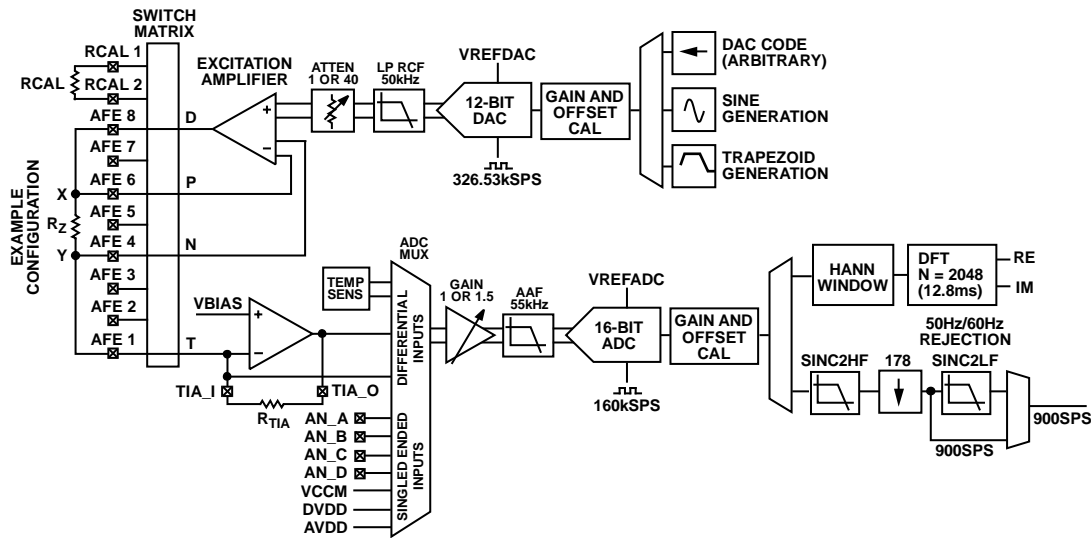 SWITCH
MATRIX
RCAL 1
RCAL
RCAL 2
AFE 8
AFE 7
AFE 6
AFE 5
AFE 4
AFE 3
AFE 2
AFE 1
X
RZ
Y
EXAMPLE
CONFIGURATION
D
P
N
T
EXCITATION
AMPLIFIER
+
–
ATTEN
1 OR 40
LP RCF
50kHz
VREFDAC
12-BIT
DAC
326.53kSPS
GAIN AND
OFFSET
CAL
DAC CODE
(ARBITRARY)
SINE
GENERATION
TRAPEZOID
GENERATION
VBIAS
+
–
TIA_I
TIA_O
RTIA
TEMP
SENS
ADC
MUX
DIFFERENTIAL
INPUTS
SINGLED ENDED
INPUTS
AN_A
AN_B
AN_C
AN_D
VCCM
DVDD
AVDD
GAIN
1 OR 1.5
AAF
55kHz
VREFADC
16-BIT
ADC
160kSPS
GAIN AND
OFFSET
CAL
HANN
WINDOW
DFT
N = 2048
(12.8ms)
RE
IM
50Hz/60Hz
REJECTION
SINC2HF
178
SINC2LF
900SPS
900SPS